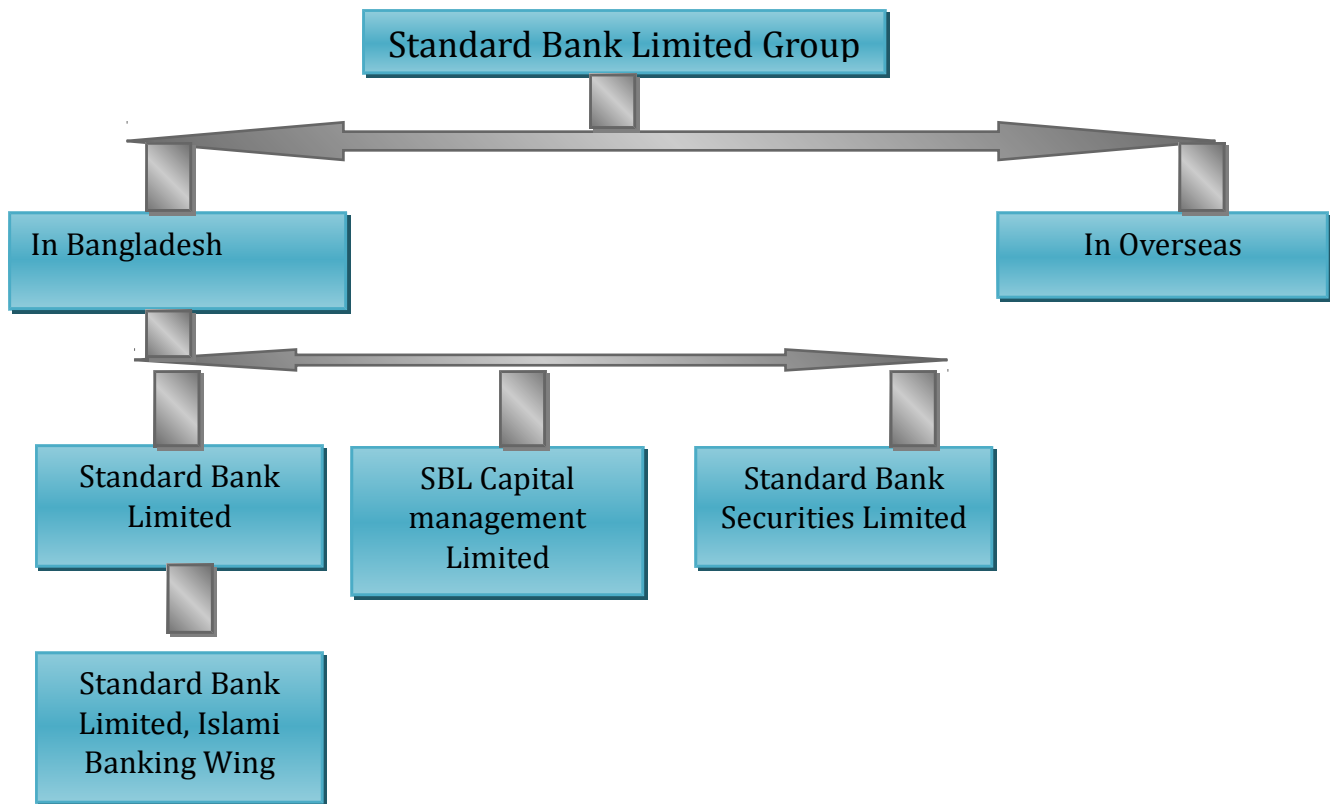 Standard Bank Limited Group
In Bangladesh
In Overseas
Standard Bank
Limited
SBL Capital
management
Limited
Standard Bank
Securities Limited
Standard Bank
Limited, Islami
Banking Wing